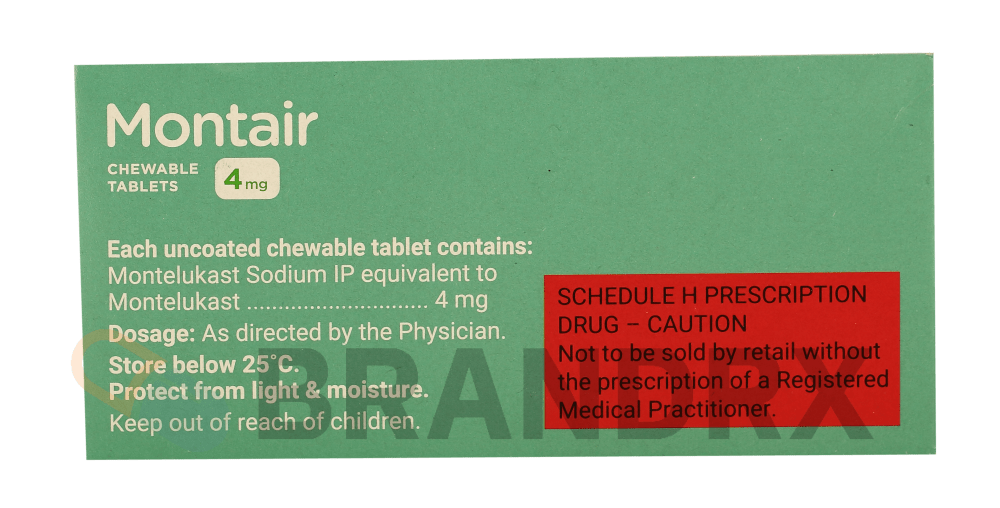 Montair
CHEWABLE
TABLETS
4 mg
Each uncoated chewable tablet contains:
Montelukast Sodium IP equivalent to
Montelukast ............................ 4 mg
Dosage: As directed by the Physician.
Store below 25°C.
Protect from light & moisture.
Keep out of reach of children.
SCHEDULE H PRESCRIPTION
DRUG – CAUTION
Not to be sold by retail without
the prescription of a Registered
Medical Practitioner.
BRANDRX